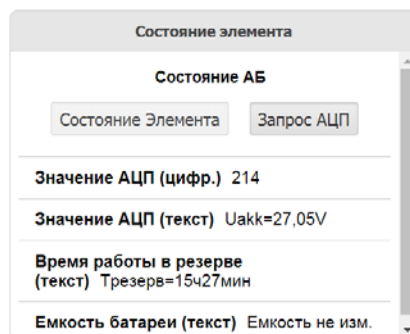 Состояние элемента
Состояние АБ
Состояние Элемента Запрос АЦП
Значение АЦП (цифр.) 214
Значение АЦП (текст) Uakk=27,05V
Время работы в резерве
(текст) Трезерв=15ч27мин
Емкость батареи (текст) Емкость не изм.